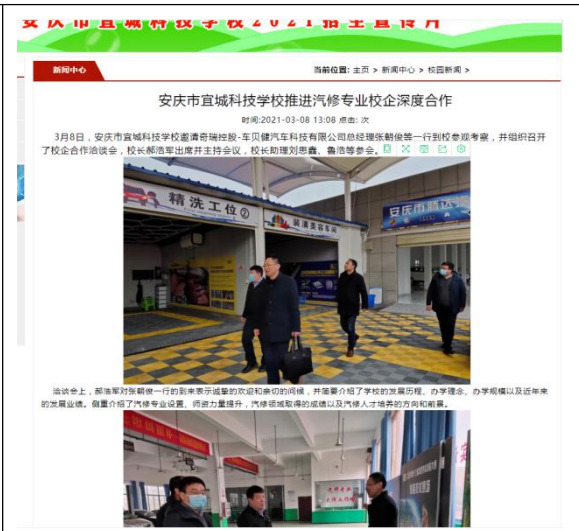 安庆市宜城科技学校2021招生宣传月
新闻中心
当前位置: 主页 > 新闻中心 > 校园新闻 >
安庆市宜城科技学校推进汽修专业校企深度合作
时间:2021-03-08 13:08 点击: 次
3月8日，安庆市宜城科技学校邀请奇瑞控股-车贝健汽车科技有限公司总经理张朝俊等一行到校参观考察，并组织召开
了校企合作洽谈会，校长郝浩军出席并主持会议，校长助理刘思鑫、鲁浩等参会。
精洗工位②
装潢美容车间
安庆市腾达
洽谈会上，郝浩军对张朝俊一行的到来表示诚挚的欢迎和亲切的问候，并简要介绍了学校的发展历程、办学理念、办学规模以及近年来
的发展业绩。侧重介绍了汽修专业设置、师资力量提升，汽修领域取得的成绩以及汽修人才培养的方向和前景。